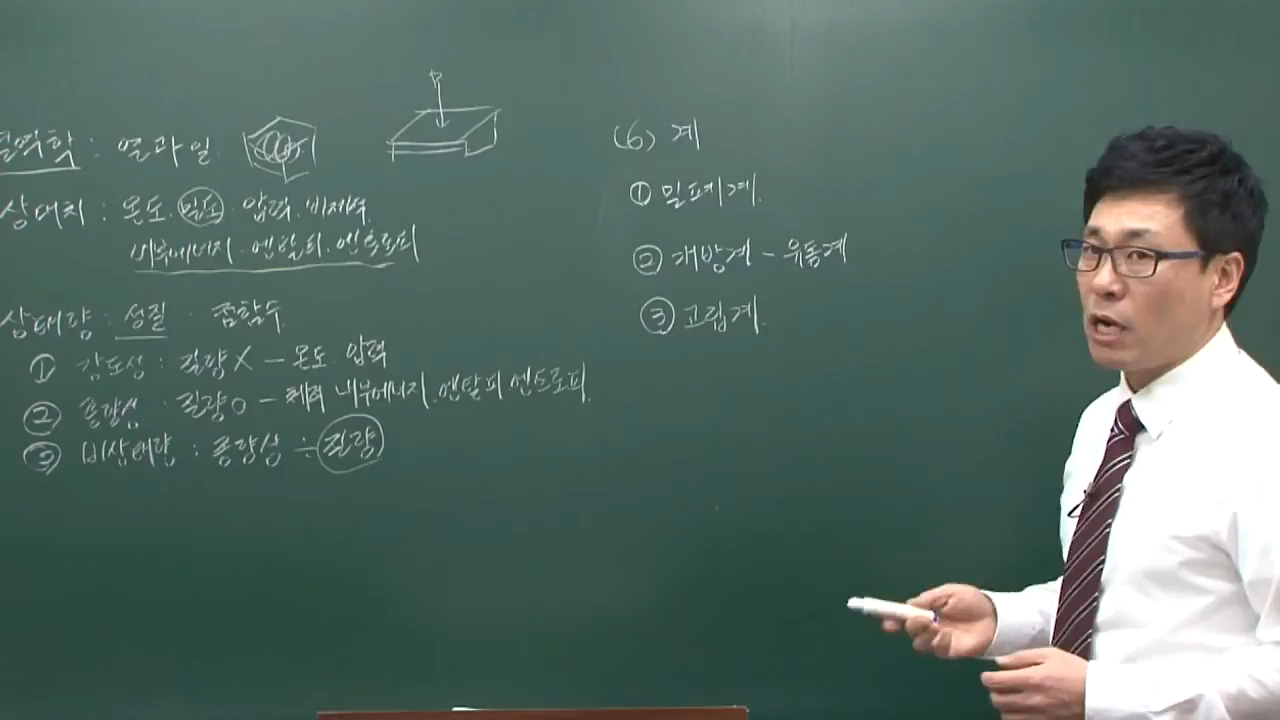 열역학 : 열과 일
P
상태치 : 온도. 밀도. 압력. 비체적.
내부에너지. 엔탈피. 엔트로피
상태량 : 성질. 점함수.
① 강도성 : 질량 X - 온도. 압력
② 종량성 : 질량 O - 체적 내부에너지. 엔탈피. 엔트로피.
③ 비상태량 : 종량성 ÷ 질량
(6) 계
① 밀폐계.
② 개방계 - 유동계
③ 고립계.